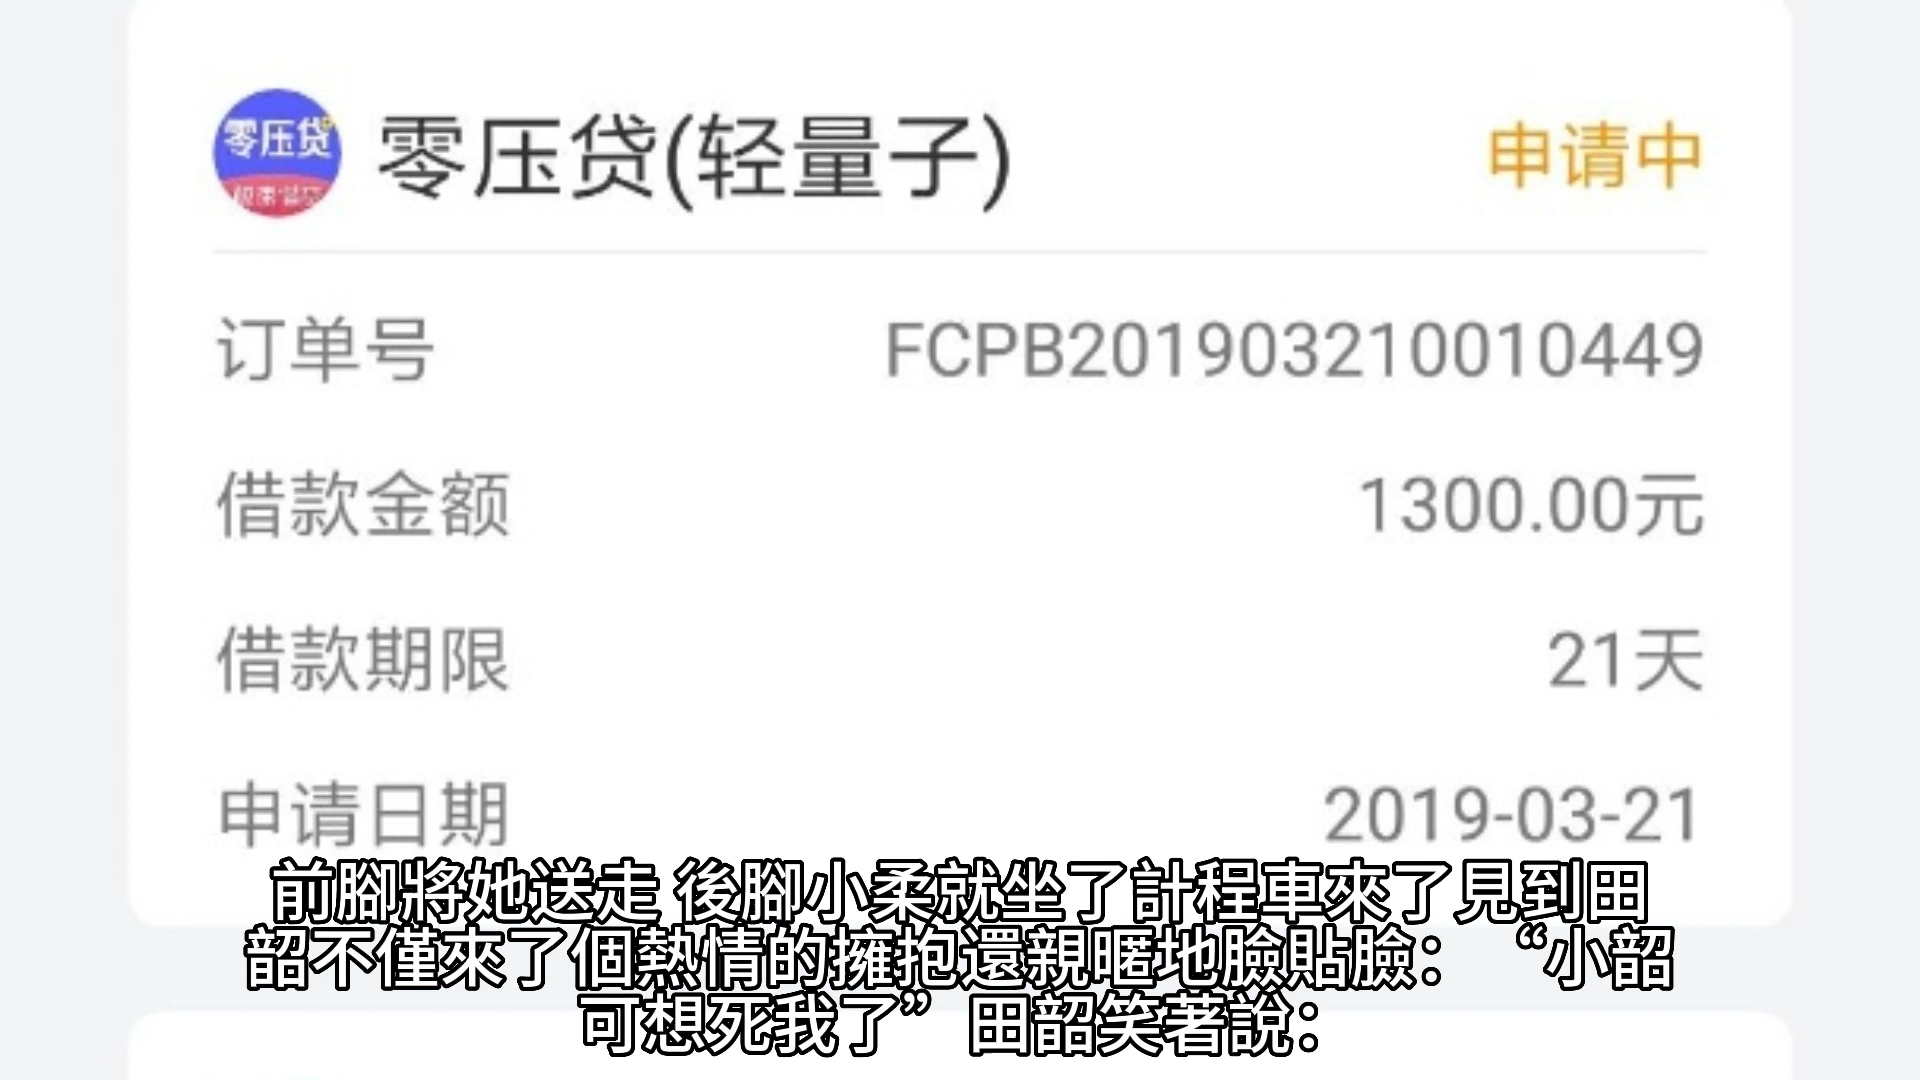 零压贷
零压贷(轻量子)
申请中
订单号
FCPB201903210010449
借款金额
1300.00元
借款期限
21天
申请日期
2019-03-21
前腳將她送走 後腳小柔就坐了計程車來了見到田
韶不僅來了個熱情的擁抱還親暱地臉貼臉：“小韶
可想死我了”田韶笑著說：